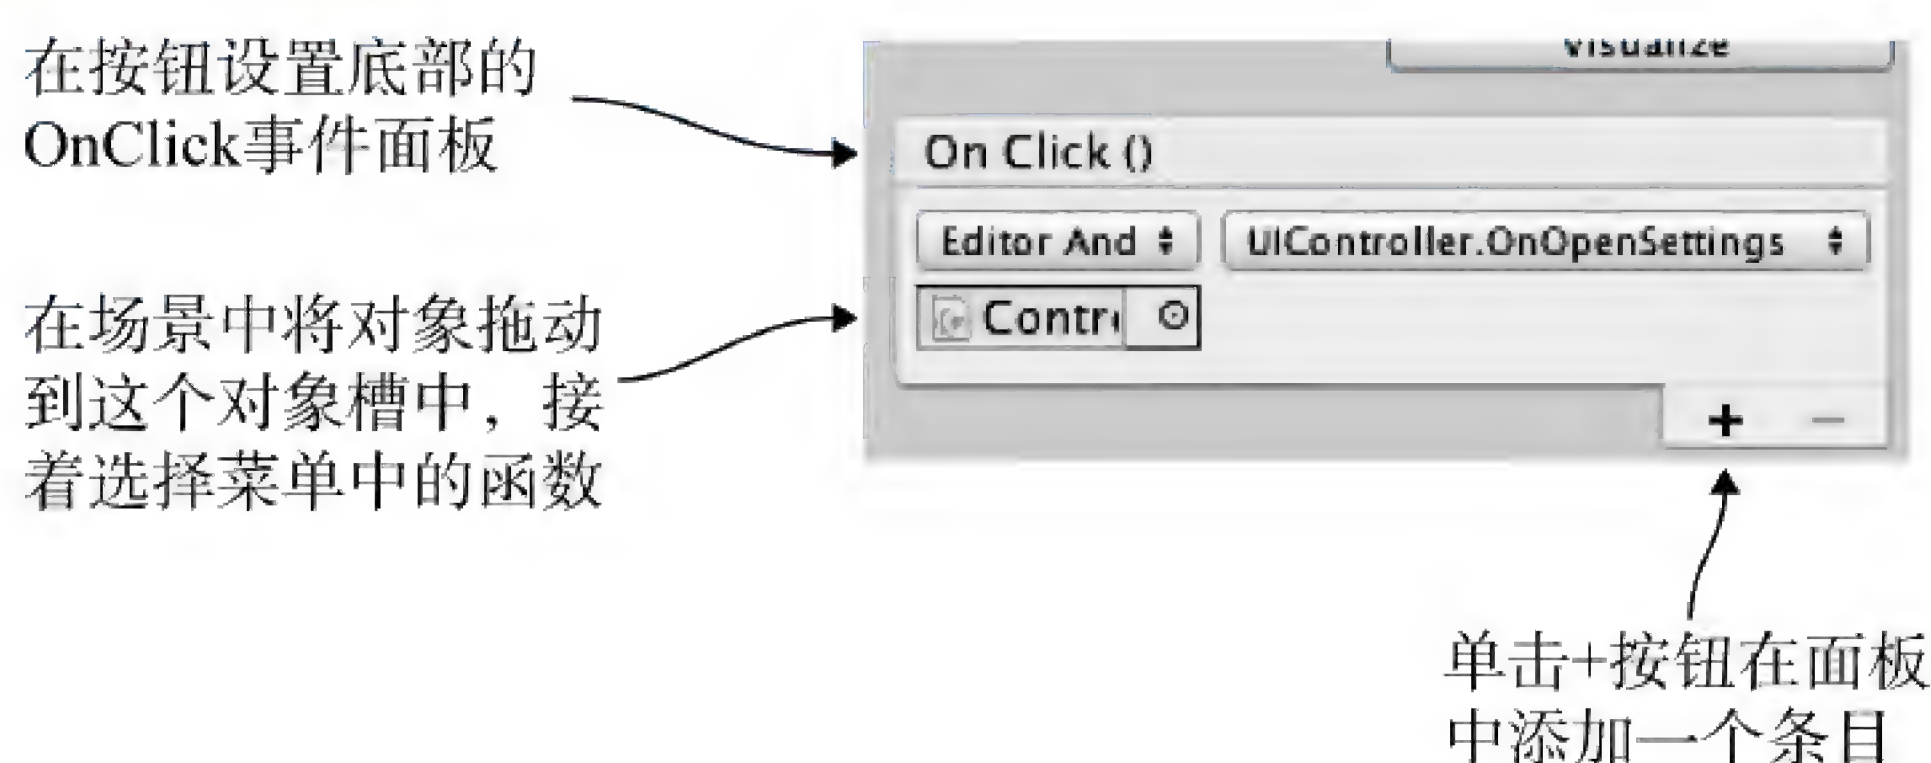 在按钮设置底部的
OnClick事件面板
在场景中将对象拖动
到这个对象槽中，接
着选择菜单中的函数
Visualize
On Click ()
Editor And
UIController.OnOpenSettings
Contr
+ −
单击+按钮在面板
中添加一个条目